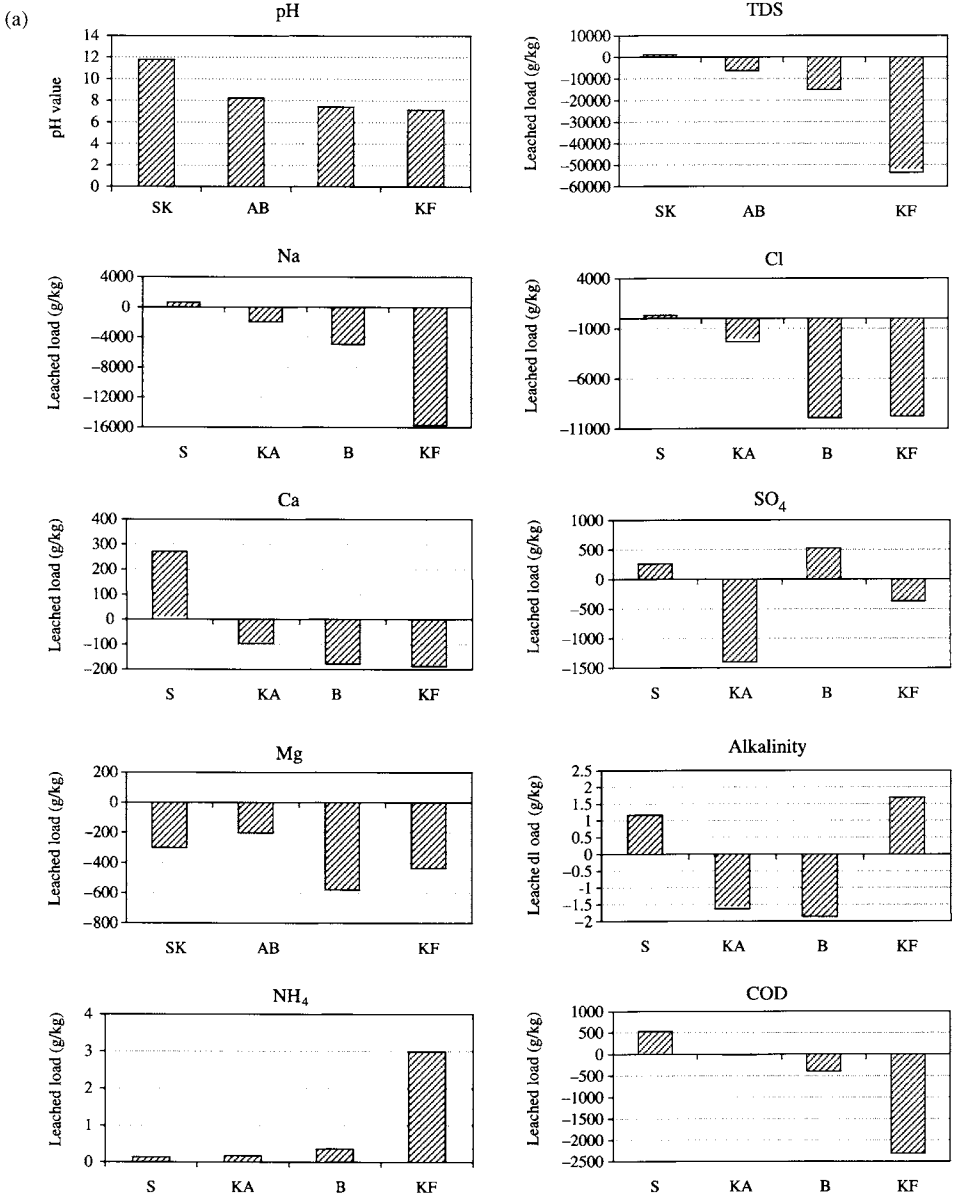 (a)
pH
pH value
14
12
10
8
6
4
2
0
SK AB KF
TDS
Leached load (g/kg)
10000
0
−10000
−20000
−30000
−40000
−50000
−60000
SK AB KF
Na
Leached load (g/kg)
4000
0
−4000
−8000
−12000
−16000
S KA B KF
Cl
Leached load (g/kg)
4000
−1000
−6000
−11000
S KA B KF
Ca
Leached load (g/kg)
400
300
200
100
0
−100
−200
S KA B KF
SO4
Leached load (g/kg)
1000
500
0
−500
−1000
−1500
S KA B KF
Mg
Leached load (g/kg)
200
0
−200
−400
−600
−800
SK AB KF
Alkalinity
Leache dl oad (g/kg)
2.5
2
1.5
1
0.5
0
−0.5
−1
−1.5
−2
S KA B KF
NH4
Leached load (g/kg)
4
3
2
1
0
S KA B KF
COD
Leached load (g/kg)
1000
500
0
−500
−1000
−1500
−2000
−2500
S KA B KF